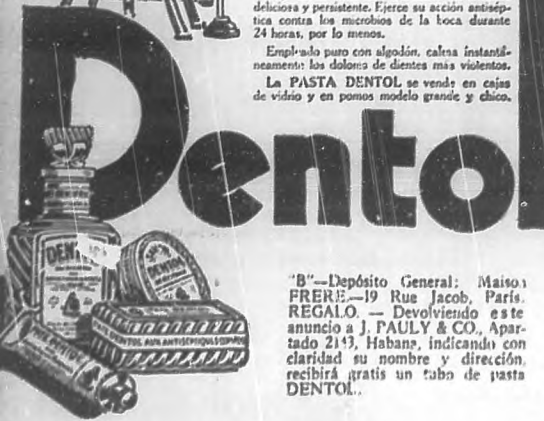 deliciosa y persistente. Ejerce su acción antisép-
tica contra los microbios de la boca durante
24 horas, por lo menos.
Empleado puro con algodón, calma instantá-
neamente los dolores de dientes más violentos.
La PASTA DENTOL se vende en cajas
de vidrio y en pomos modelo grande y chico.
Dentol
DENTOL
DENTOL
"B"—Depósito General: Maison
FRERE.—19 Rue Jacob, París.
REGALO. — Devolviendo este
anuncio a J. PAULY & CO., Apar-
tado 2143, Habana, indicando con
claridad su nombre y dirección,
recibirá gratis un tubo de pasta
DENTOL.